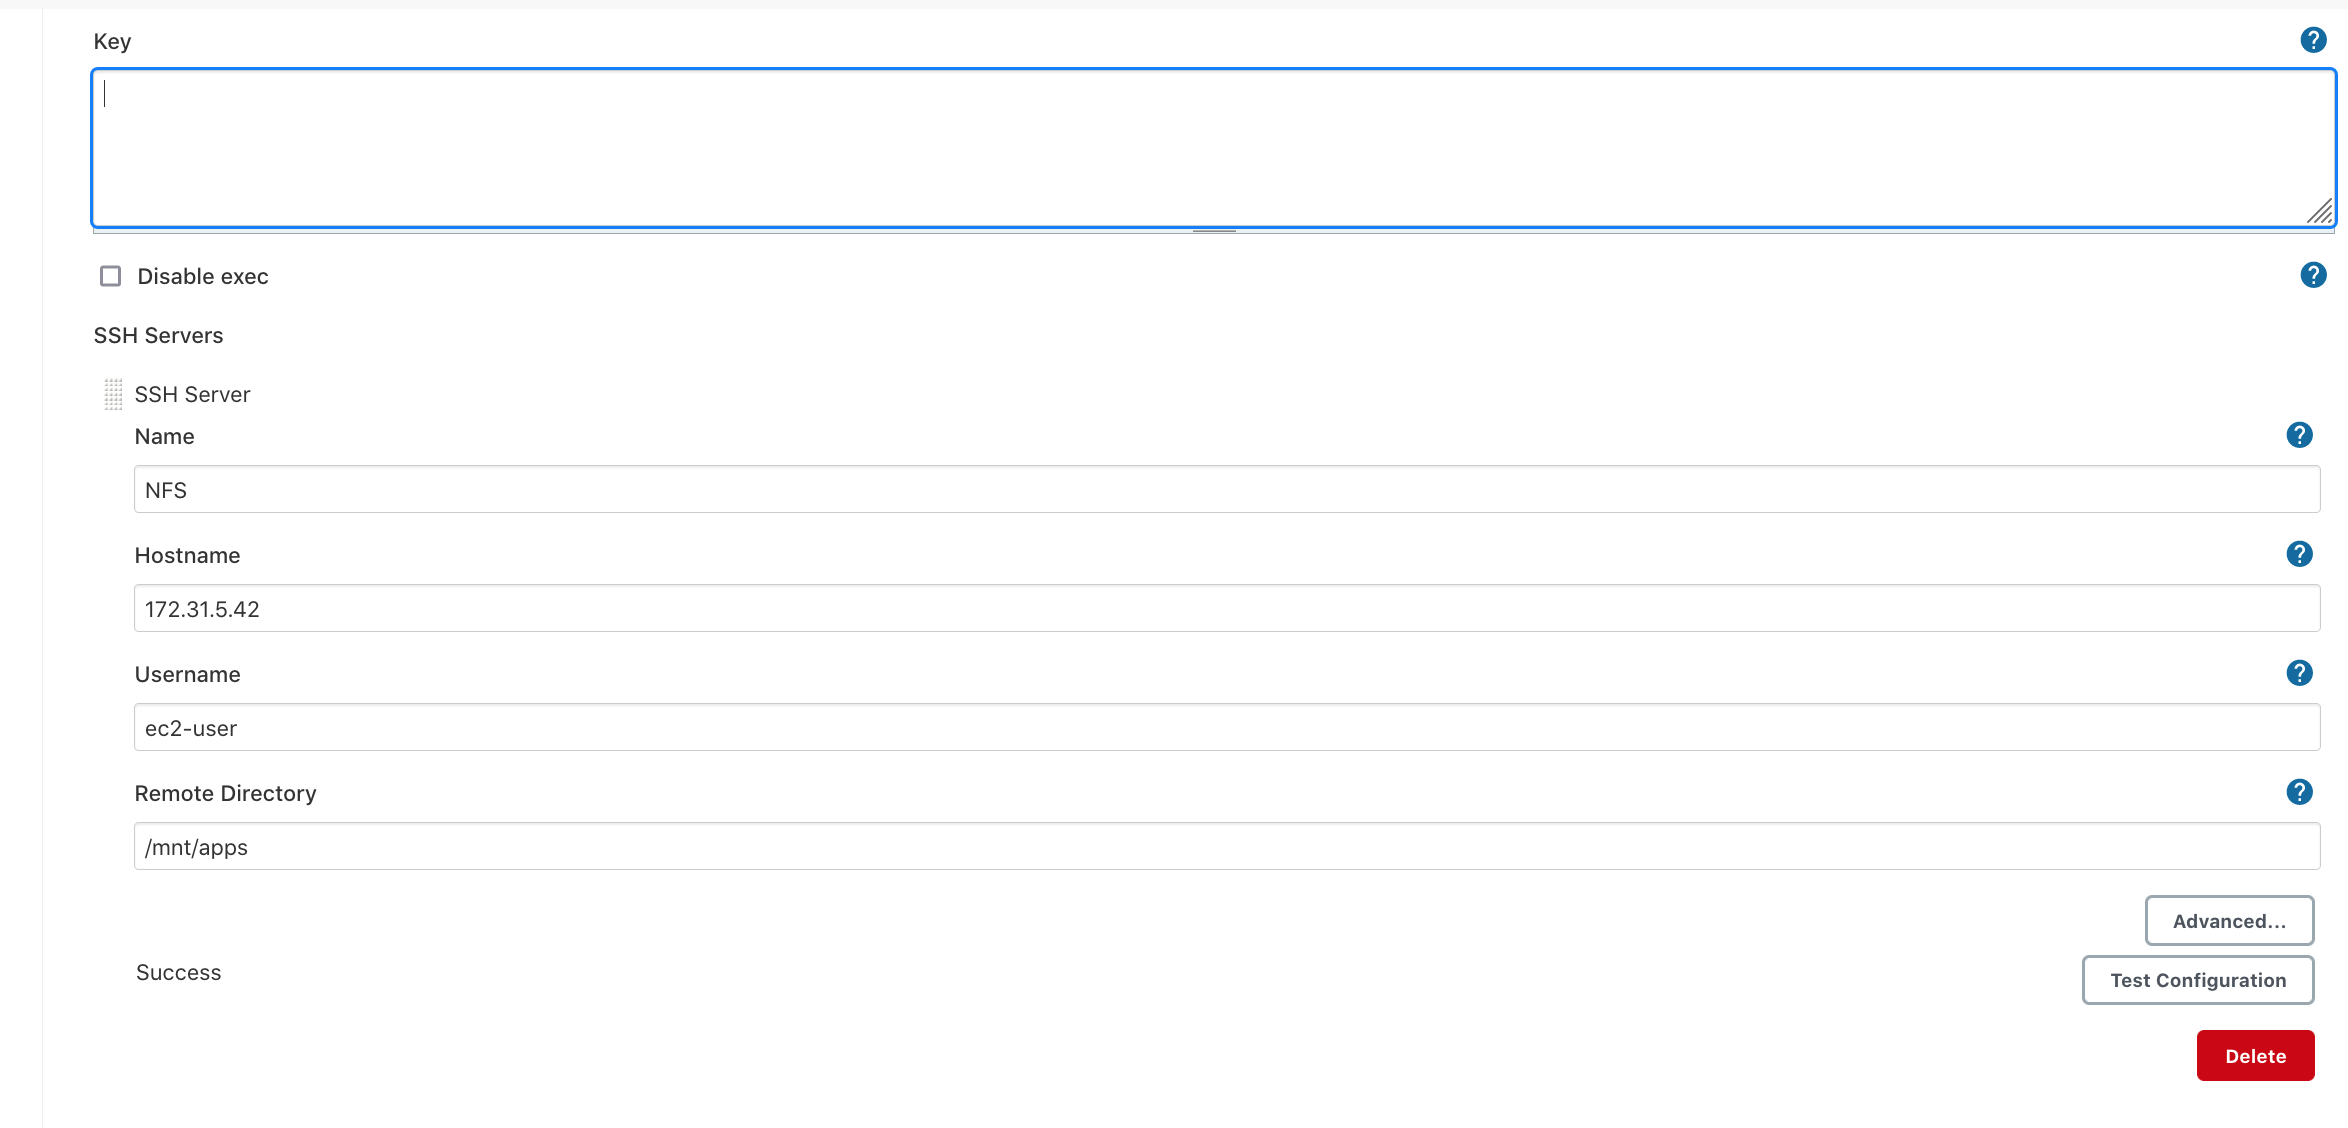 Key
Disable exec
SSH Servers
SSH Server
Name
NFS
Hostname
172.31.5.42
Username
ec2-user
Remote Directory
/mnt/apps
Advanced...
Success
Test Configuration
Delete